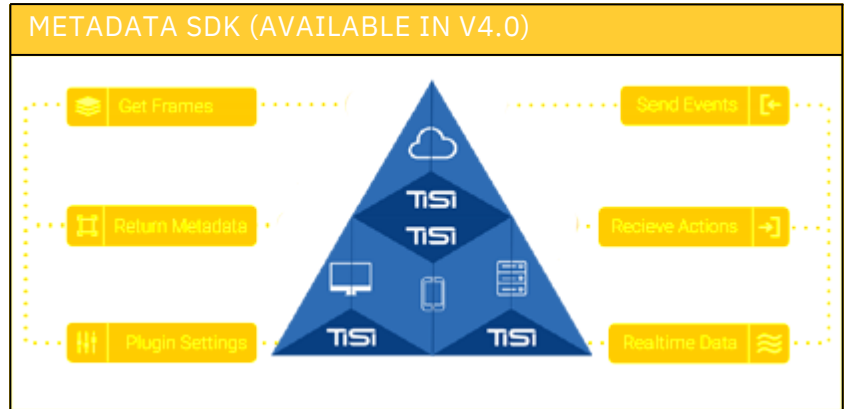 METADATA SDK (AVAILABLE IN V4.0)
Get Frames
Send Events
TiSi
TiSi
Return Metadata
Recieve Actions
Plugin Settings
TiSi
TiSi
Realtime Data